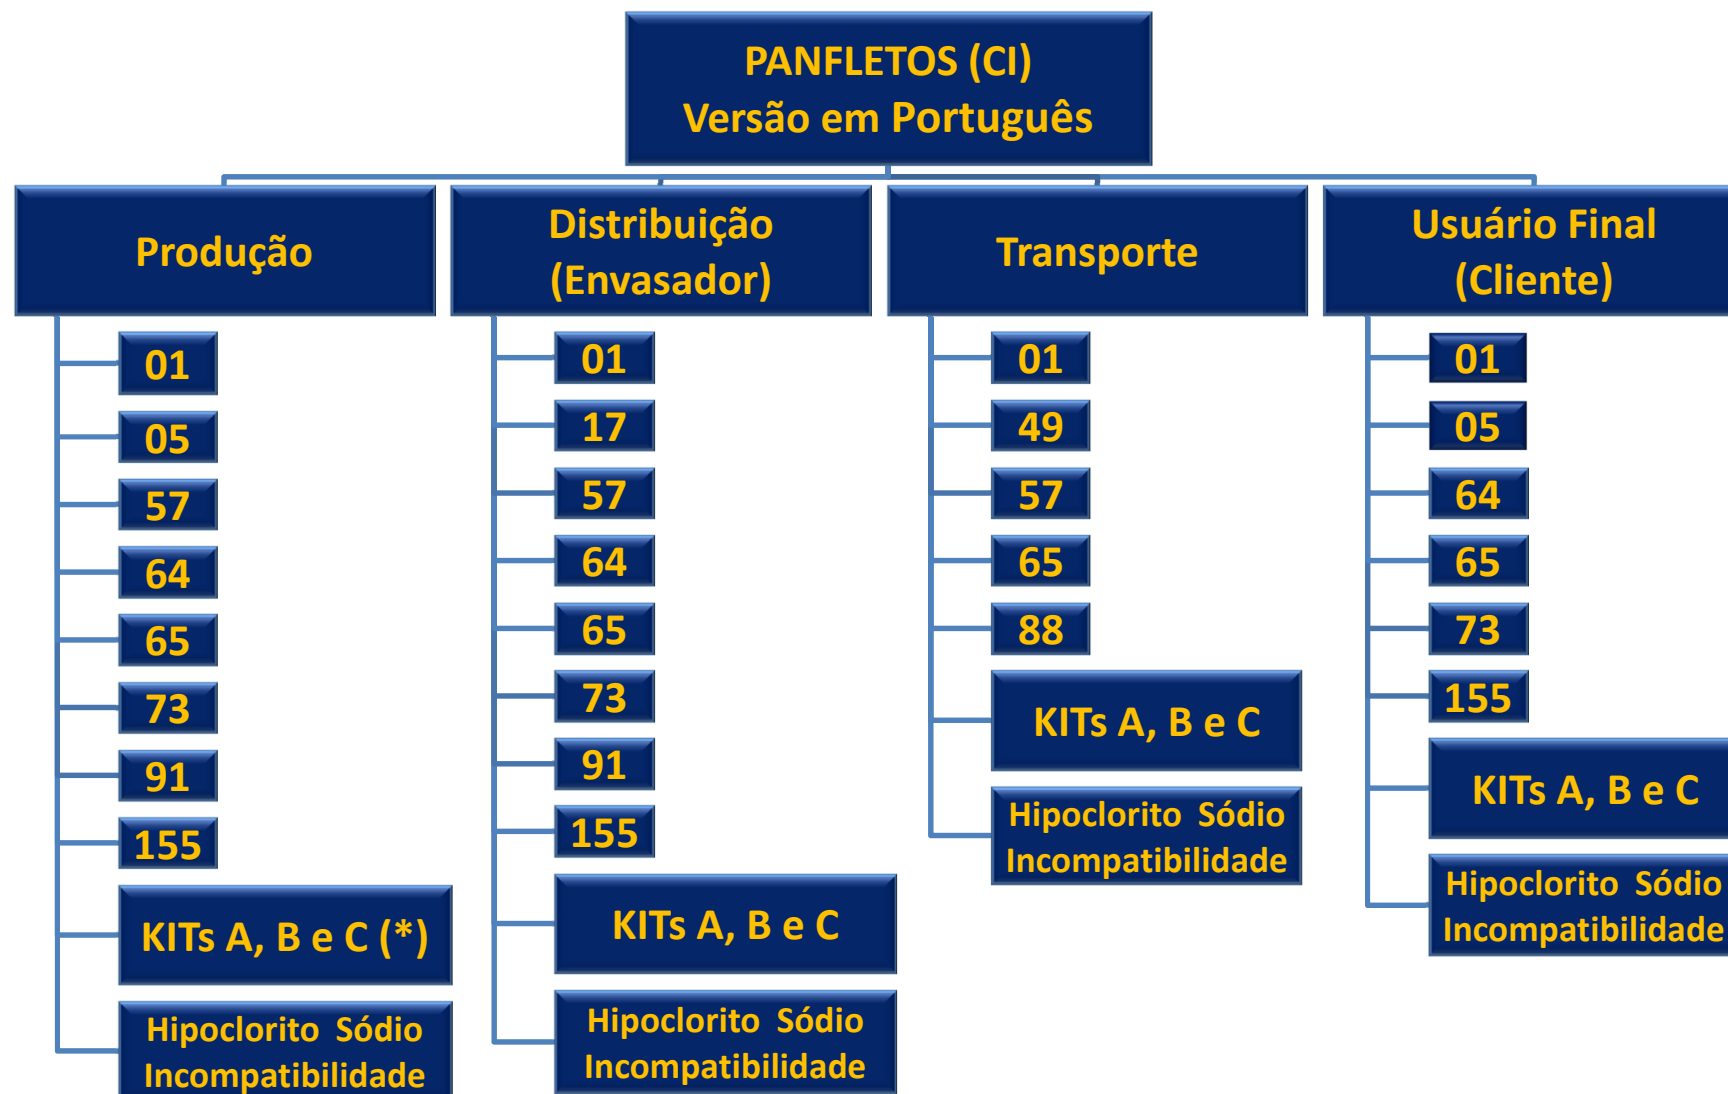 PANFLETOS (CI)
Versão em Português
Produção
01
05
57
64
65
73
91
155
KITs A, B e C (*)
Hipoclorito Sódio
Incompatibilidade
Distribuição
(Envasador)
01
17
57
64
65
73
91
155
KITs A, B e C
Hipoclorito Sódio
Incompatibilidade
Transporte
01
49
57
65
88
KITs A, B e C
Hipoclorito Sódio
Incompatibilidade
Usuário Final
(Cliente)
01
05
64
65
73
155
KITs A, B e C
Hipoclorito Sódio
Incompatibilidade